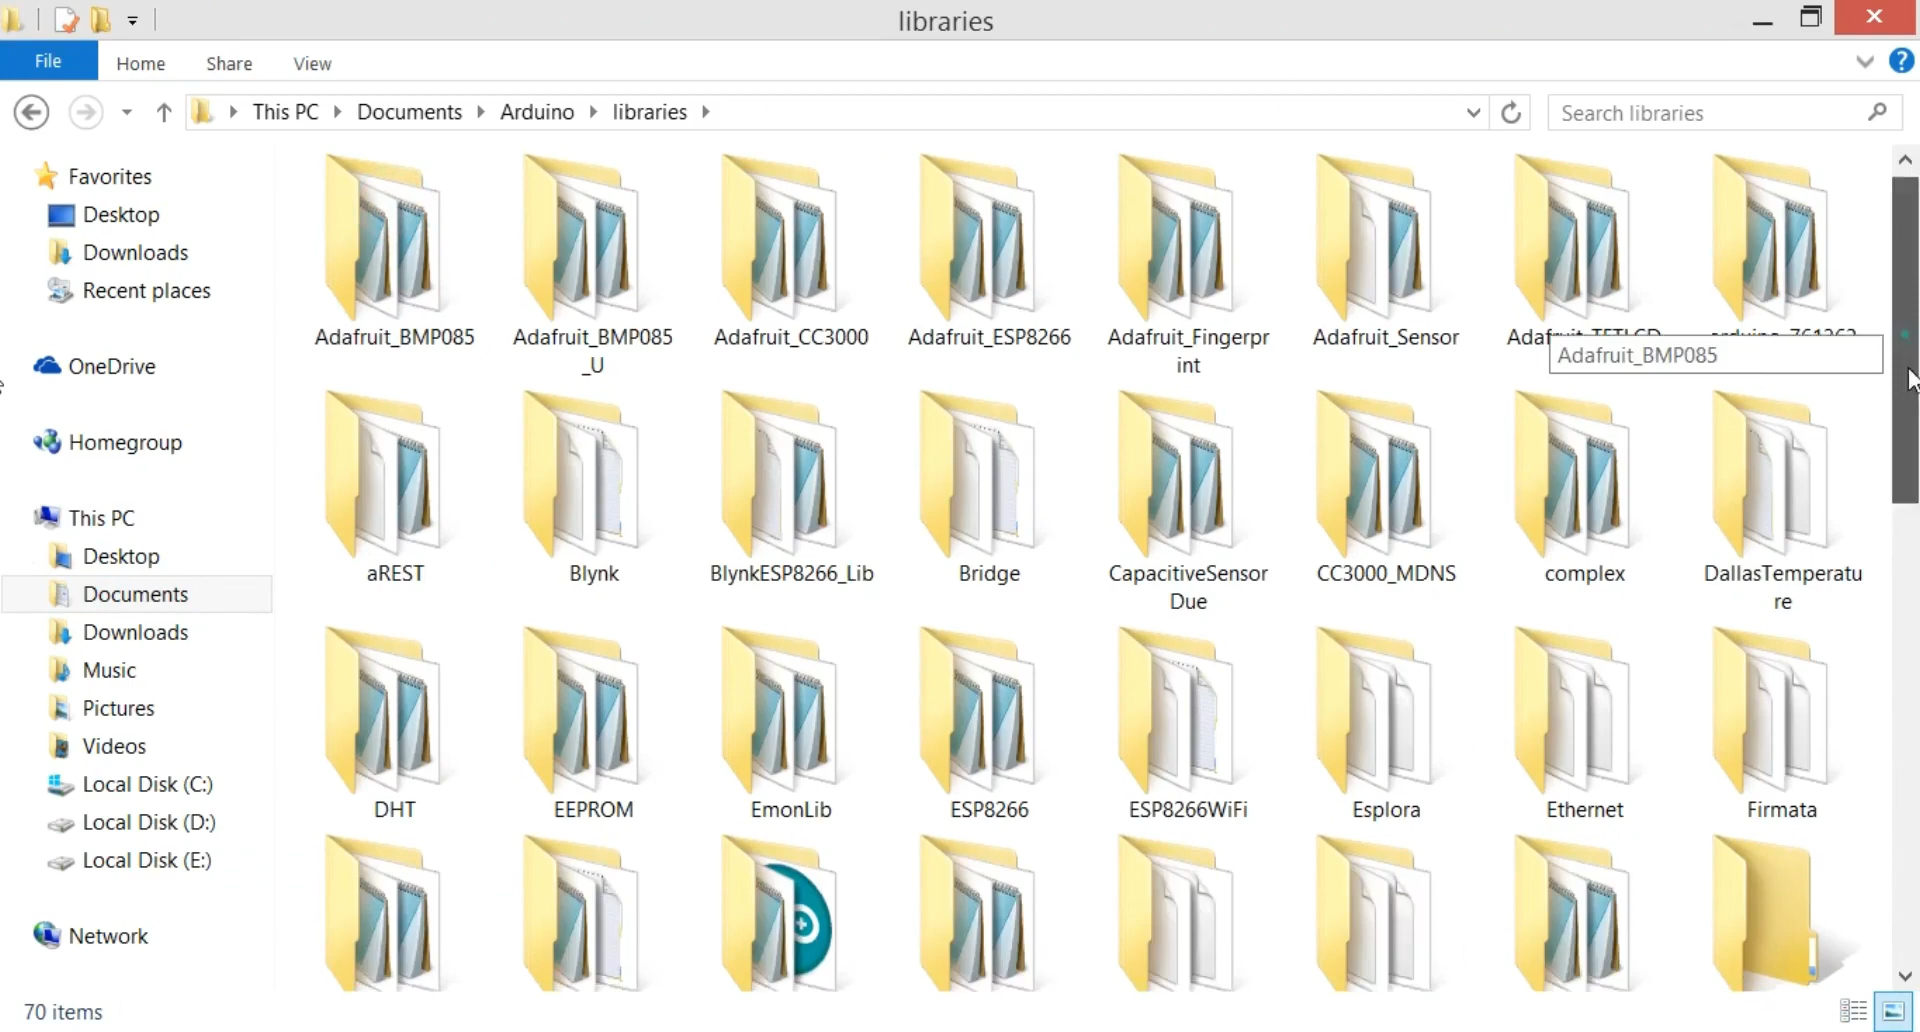 libraries
File Home Share View
This PC Documents Arduino libraries
Search libraries
Favorites
Desktop
Downloads
Recent places
OneDrive
Homegroup
This PC
Desktop
Documents
Downloads
Music
Pictures
Videos
Local Disk (C:)
Local Disk (D:)
Local Disk (E:)
Network
Adafruit_BMP085
Adafruit_BMP085
_U
Adafruit_CC3000
Adafruit_ESP8266
Adafruit_Fingerpr
int
Adafruit_Sensor
Adafruit_BMP085
aREST
Blynk
BlynkESP8266_Lib
Bridge
CapacitiveSensor
Due
CC3000_MDNS
complex
DallasTemperatu
re
DHT
EEPROM
EmonLib
ESP8266
ESP8266WiFi
Esplora
Ethernet
Firmata
70 items